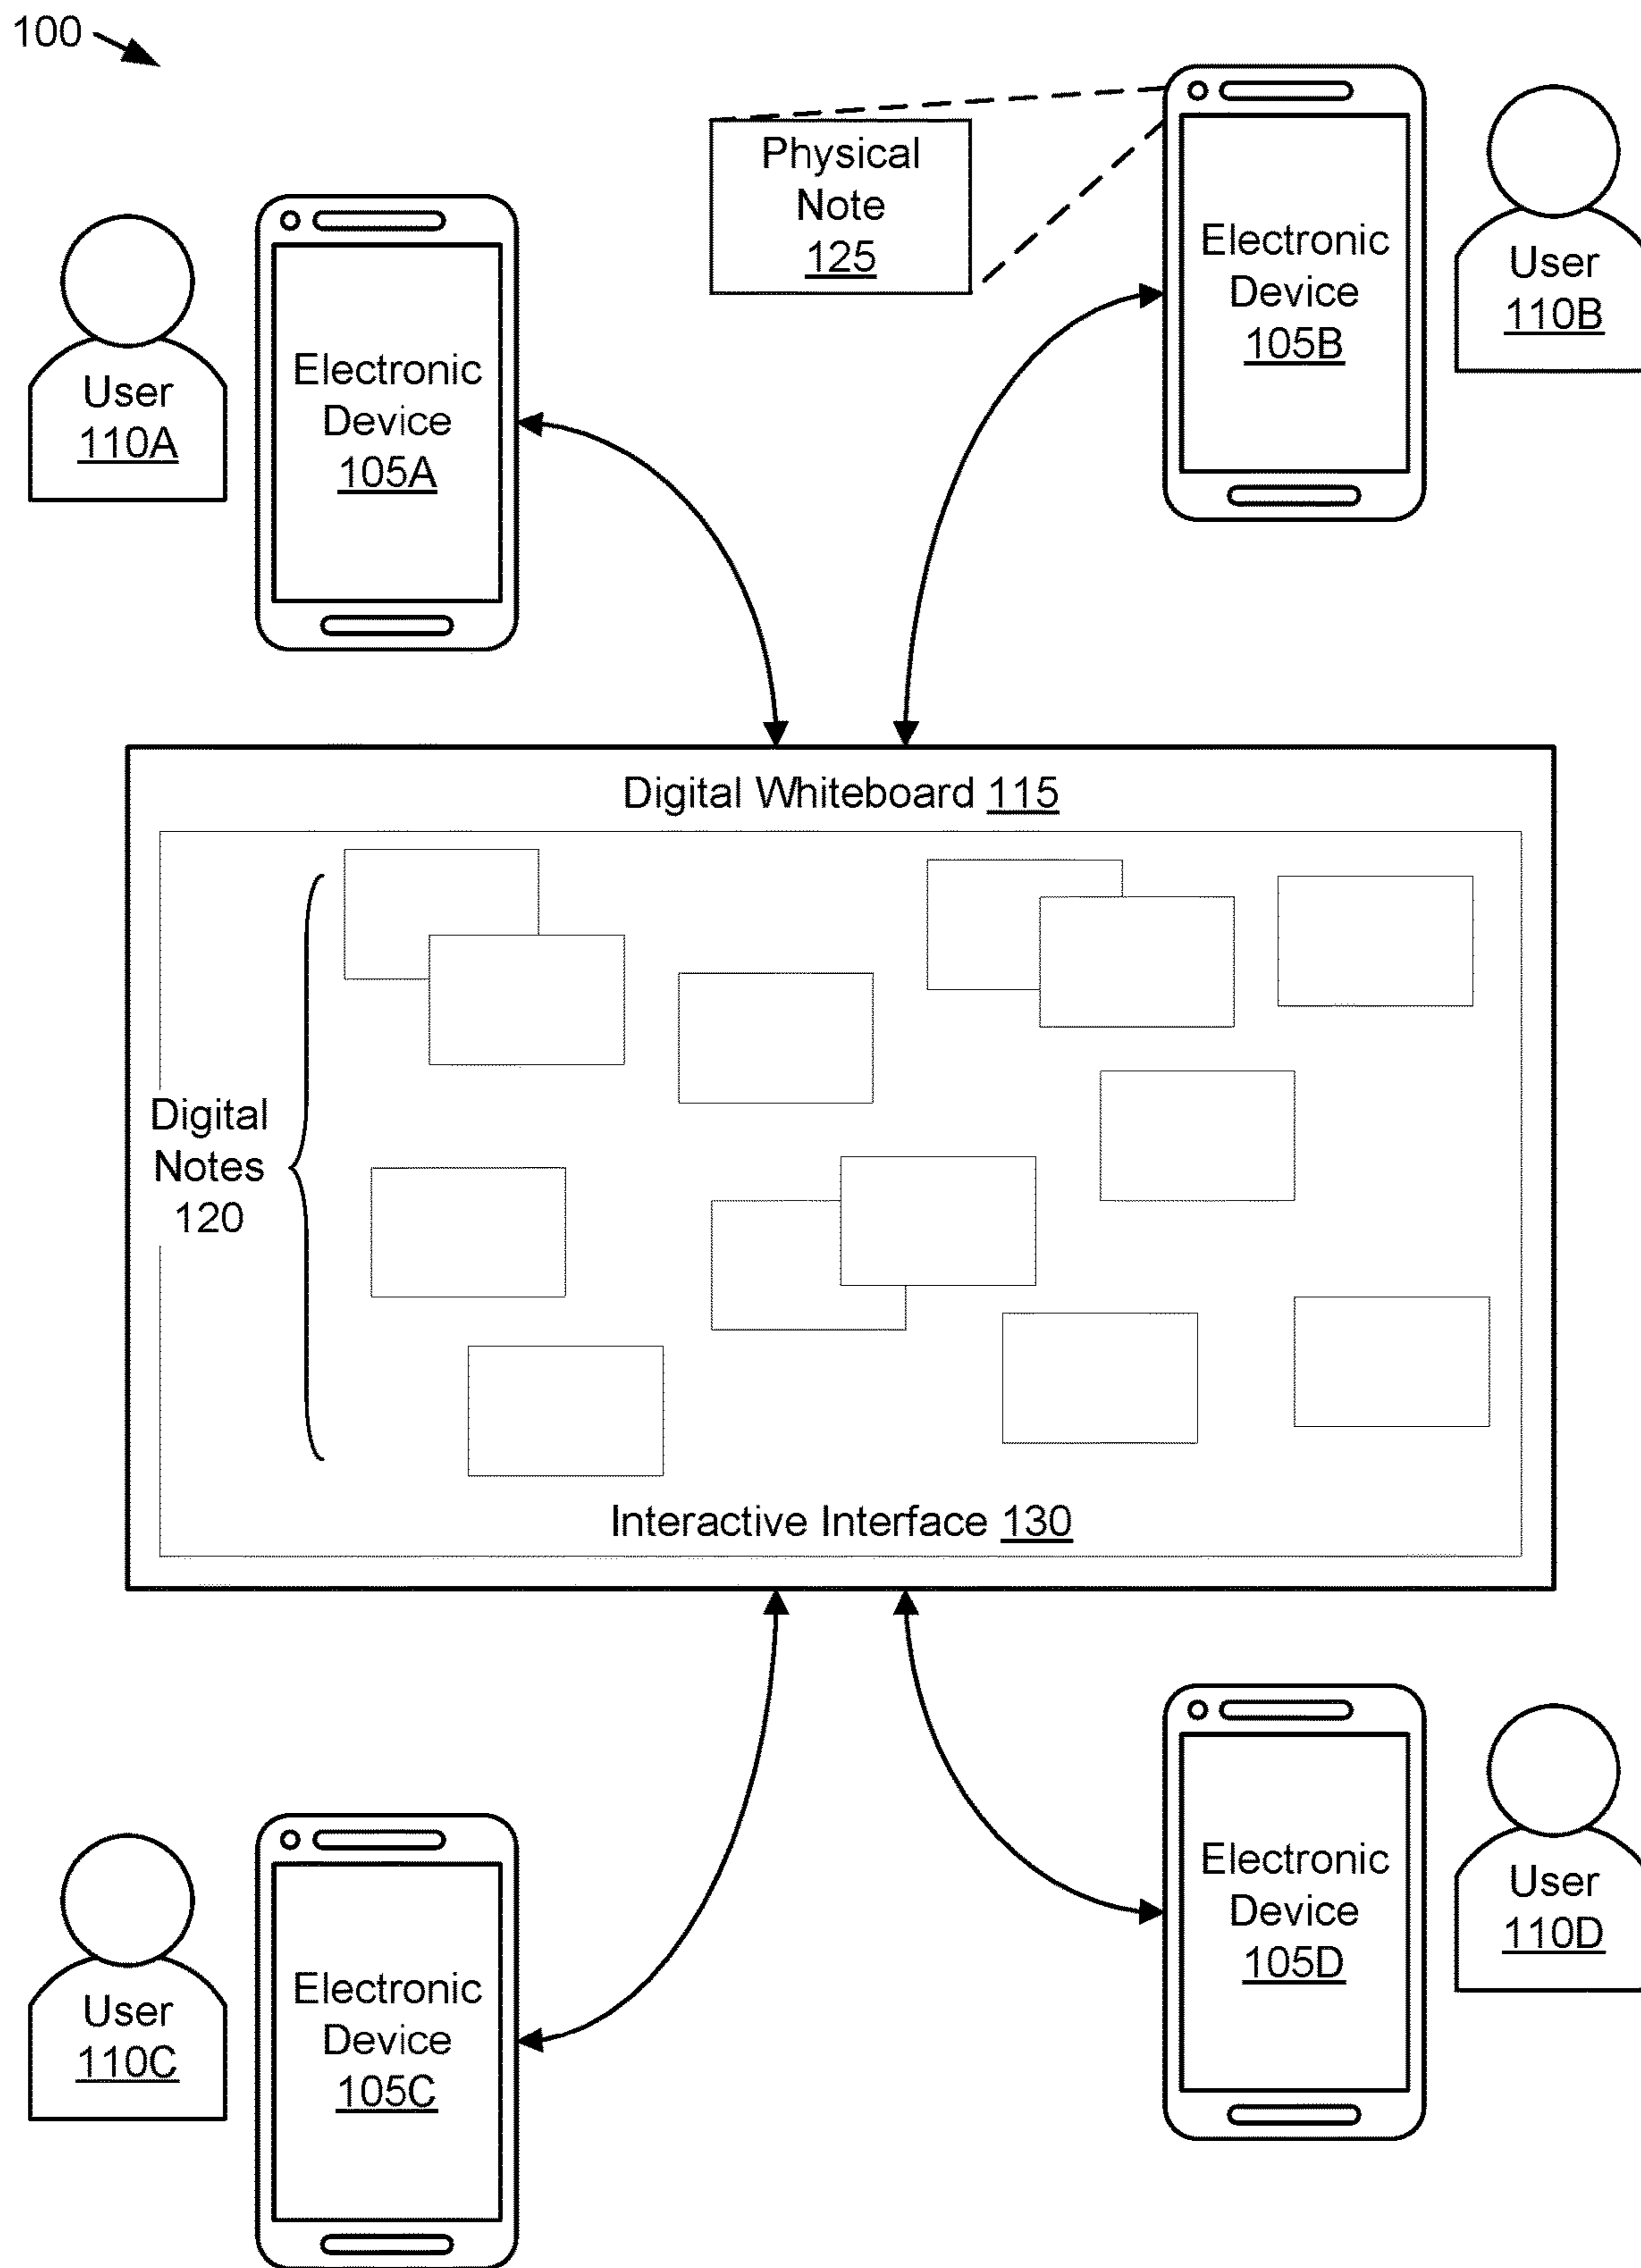 100
Physical
Note
125
Electronic
Device
105B
User
110B
Electronic
Device
105A
User
110A
Digital Whiteboard 115
Digital
Notes
120
Interactive Interface 130
Electronic
Device
105D
User
110D
Electronic
Device
105C
User
110C